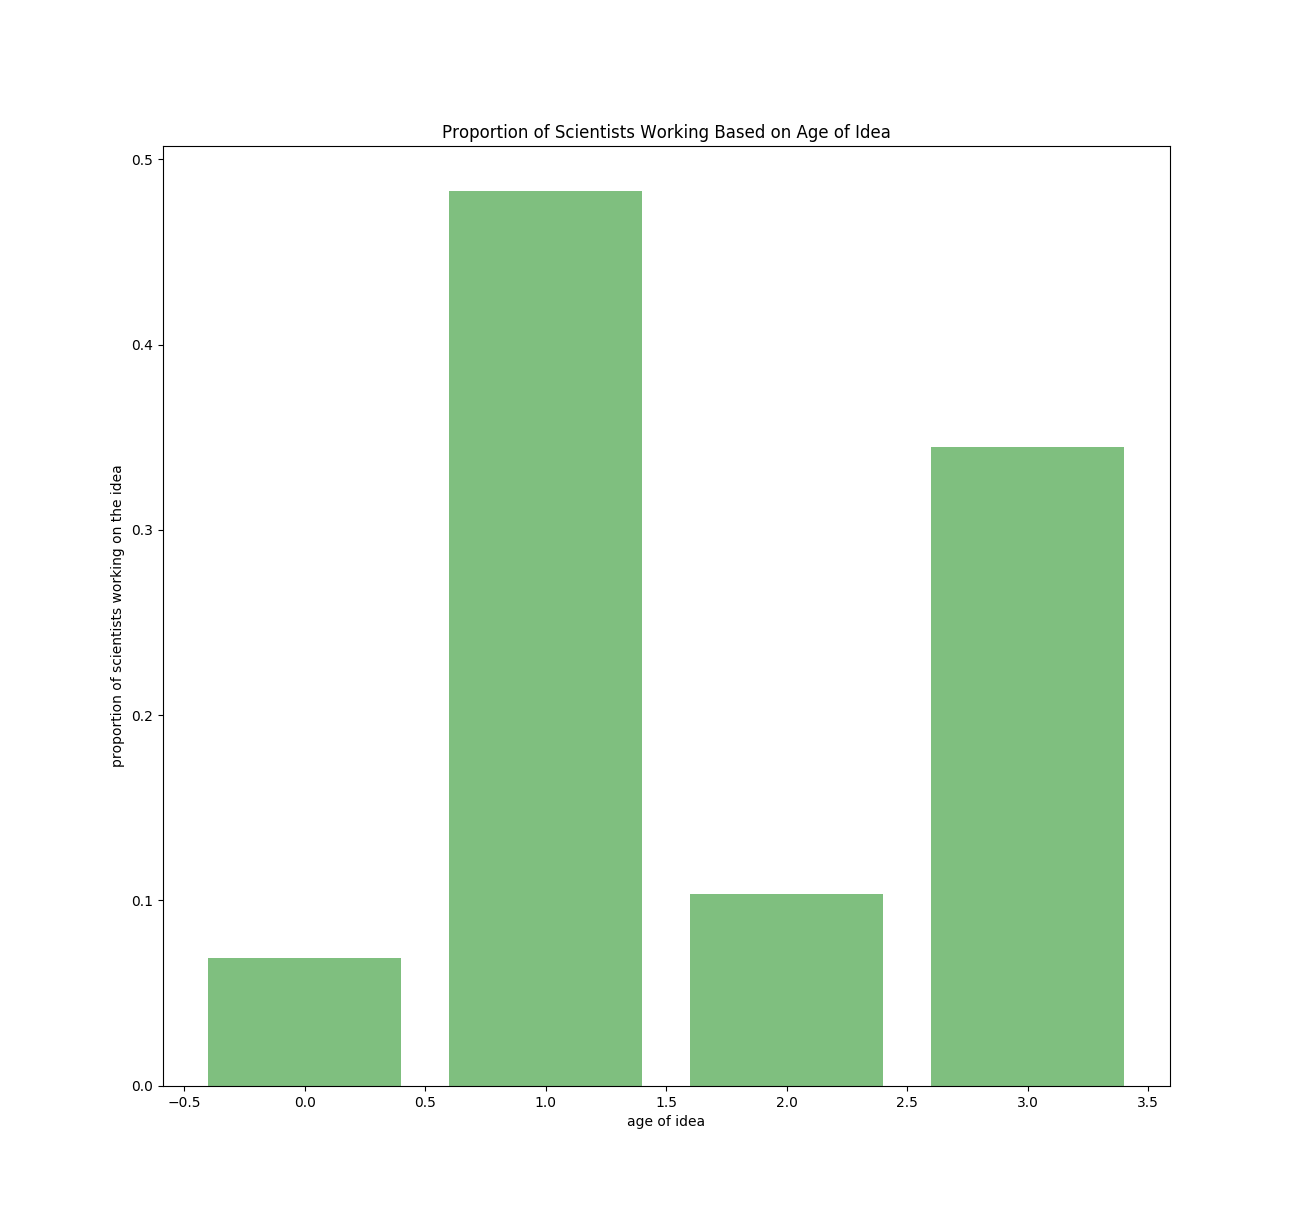 Proportion of Scientists Working Based on Age of Idea
0.5
0.4
0.3
0.2
0.1
0.0
proportion of scientists working on the idea
−0.5 0.0 0.5 1.0 1.5 2.0 2.5 3.0 3.5
age of idea